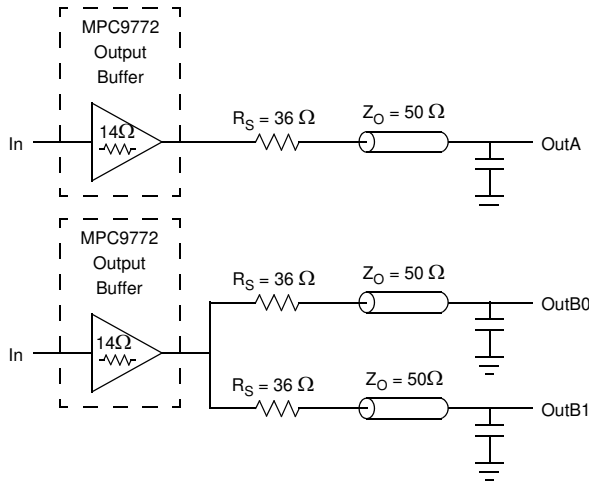 MPC9772
Output
Buffer
14Ω
In
R_S = 36 Ω
Z_O = 50 Ω
OutA
MPC9772
Output
Buffer
14Ω
In
R_S = 36 Ω
Z_O = 50 Ω
OutB0
R_S = 36 Ω
Z_O = 50Ω
OutB1